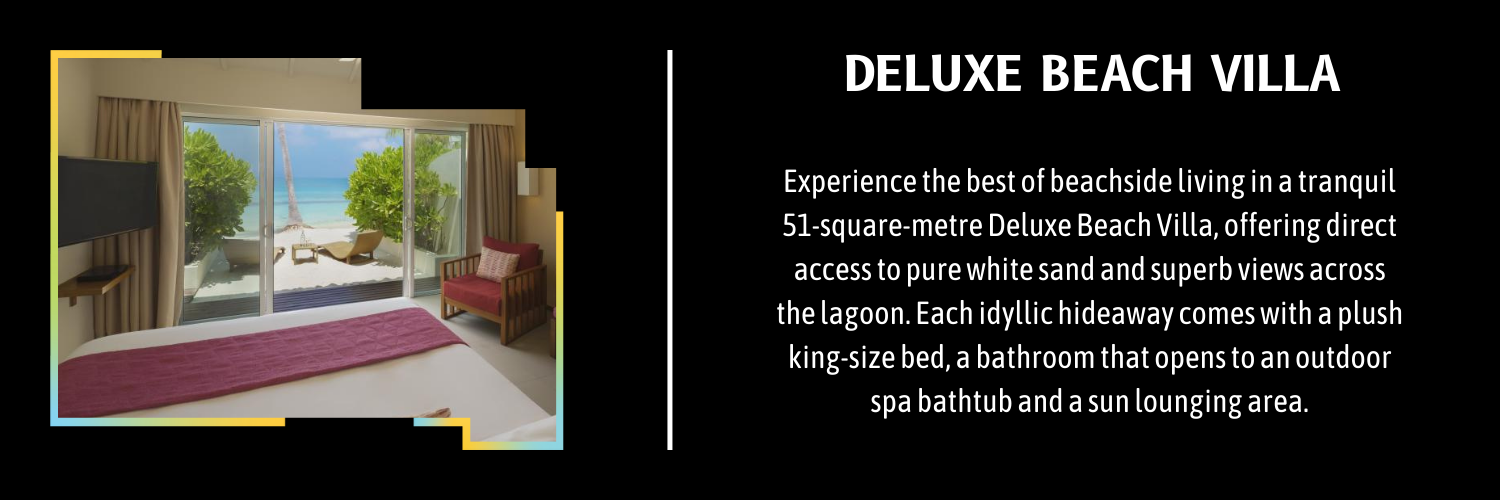 DELUXE BEACH VILLA
Experience the best of beachside living in a tranquil
51-square-metre Deluxe Beach Villa, offering direct
access to pure white sand and superb views across
the lagoon. Each idyllic hideaway comes with a plush
king-size bed, a bathroom that opens to an outdoor
spa bathtub and a sun lounging area.